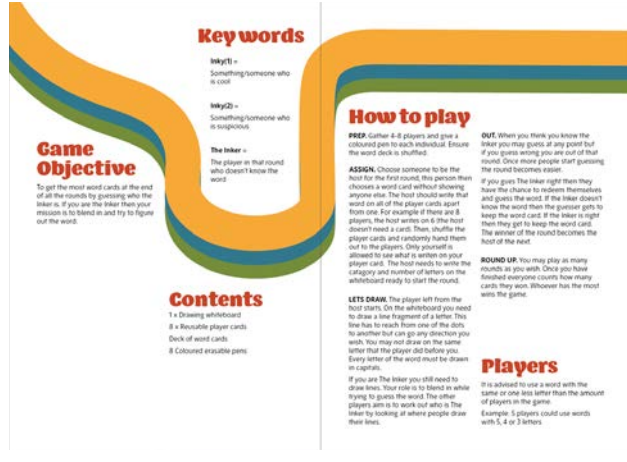 Key words
Inky(1) =
Something/someone who
is cool
Inky(2) =
Something/someone who
is suspicious
The Inker =
The player in that round
who doesn't know the
word
Game
Objective
To get the most word cards at the end
of all the rounds by guessing who the
Inker is. If you are the Inker then your
mission is to blend in and try to figure
out the word.
Contents
1 x Drawing whiteboard
8 x Reusable player cards
Deck of word cards
8 Coloured erasable pens
How to play
PREP. Gather 4-8 players and give a
coloured pen to each individual. Ensure
the word deck is shuffled.
ASSIGN. Choose someone to be the
host for the first round, this person then
chooses a word card without showing
anyone else. The host should write that
word on all of the player cards apart
from one. For example if there are 8
players, the host writes on 6 (the host
doesn't need a card). Then, shuffle the
player cards and randomly hand them
out to the players. Only yourself is
allowed to see what is writen on your
player card. The host needs to write the
catagory and number of letters on the
whiteboard ready to start the round.
LETS DRAW. The player left from the
host starts. On the whiteboard you need
to draw a line fragment of a letter. This
line has to reach from one of the dots
to another but can go any direction you
wish. You may not draw on the same
letter that the player did before you.
Every letter of the word must be drawn
in capitals.
If you are The Inker you still need to
draw lines. Your role is to blend in while
trying to guess the word. The other
players aim is to work out who is The
Inker by looking at where people draw
their lines.
OUT. When you think you know the
Inker you may guess at any point but
if you guess wrong you are out of that
round. Once more people start guessing
the round becomes easier.
If you guess The Inker right then they
have the chance to redeem themselves
and guess the word. If the Inker doesn't
know the word then the guesser gets to
keep the word card. If the Inker is right
then they get to keep the word card.
The winner of the round becomes the
host of the next
ROUND UP. You may play as many
rounds as you wish. Once you have
finished everyone counts how many
cards they won. Whoever has the most
wins the game.
Players
It is advised to use a word with the
same or one less letter than the amount
of players in the game.
Example: 5 players could use words
with 5, 4 or 3 letters